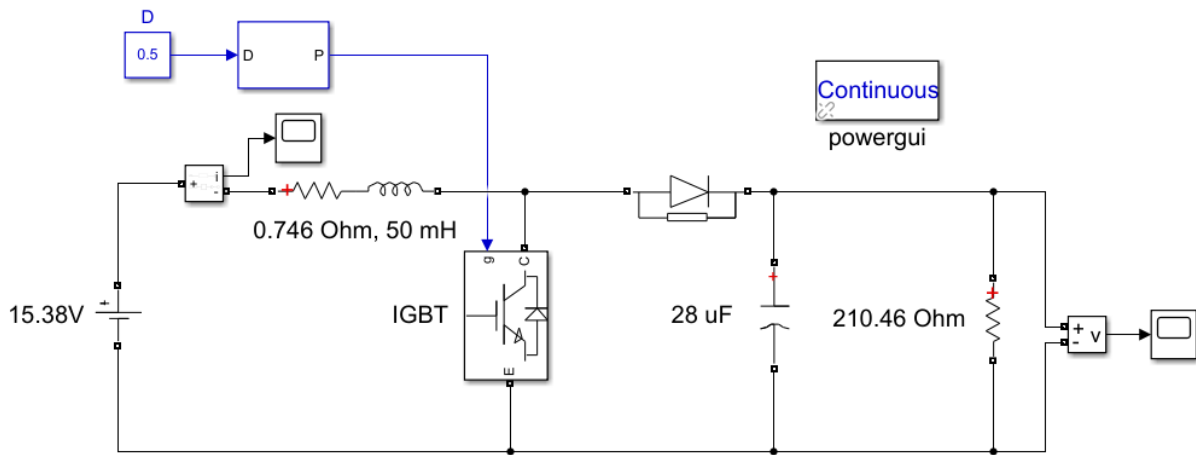 D
0.5
D
P
Continuous
powergui
i
+
-
0.746 Ohm, 50 mH
g
C
15.38V
+
IGBT
28 uF
210.46 Ohm
+
-
v
E